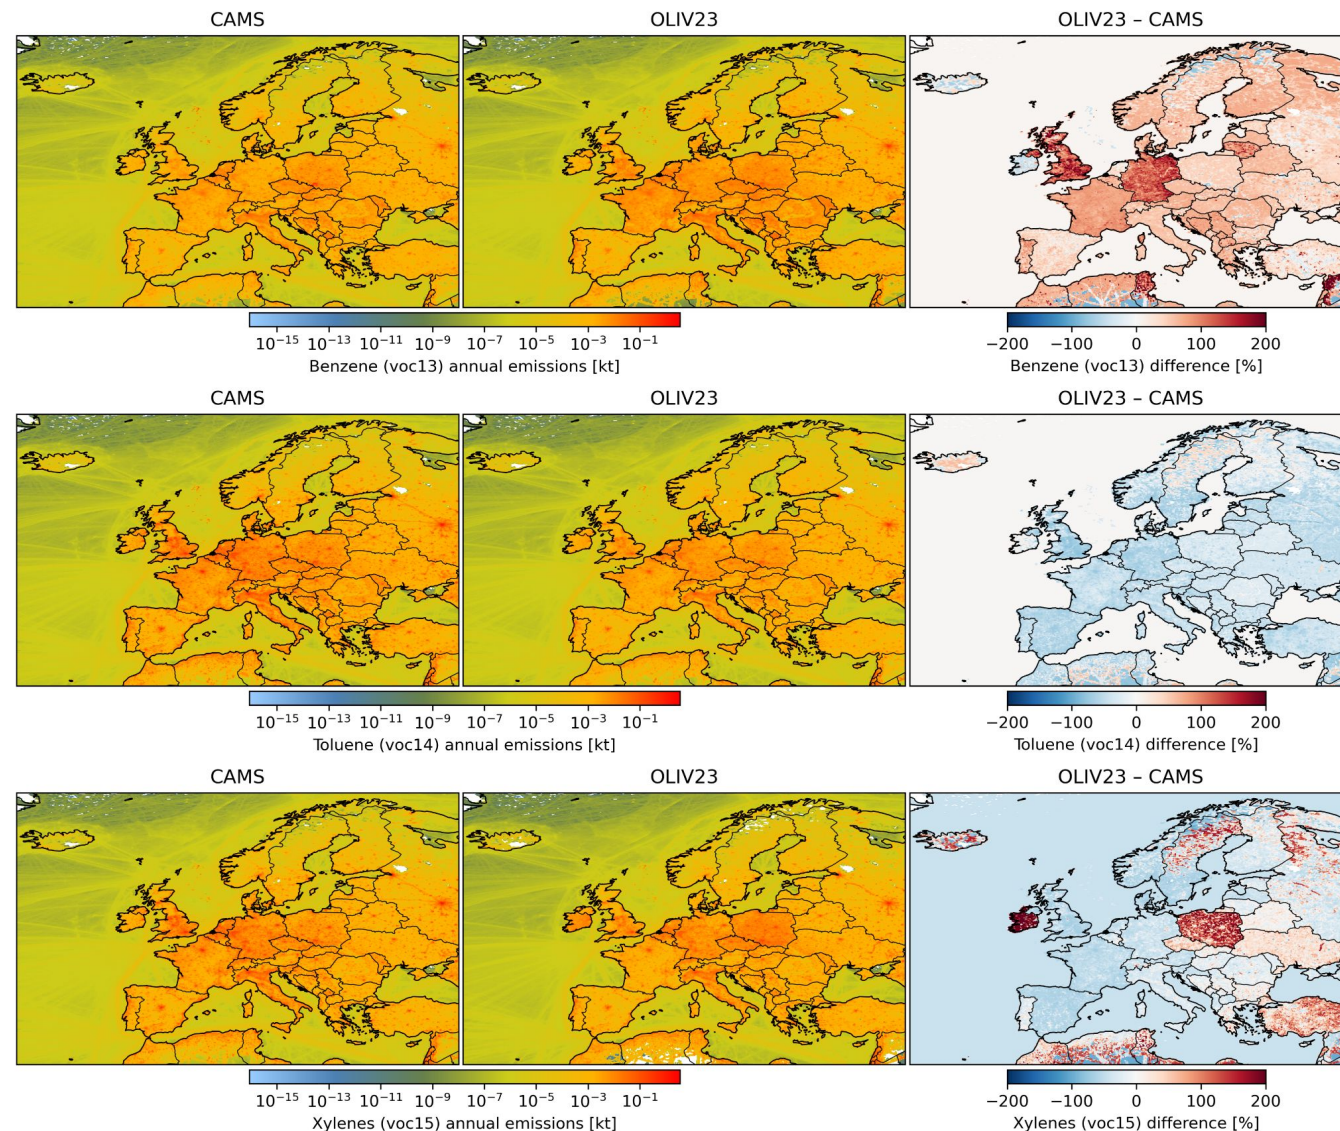 CAMS OLIV23 OLIV23 – CAMS
10⁻¹⁵ 10⁻¹³ 10⁻¹¹ 10⁻⁹ 10⁻⁷ 10⁻⁵ 10⁻³ 10⁻¹ −200 −100 0 100 200
Benzene (voc13) annual emissions [kt] Benzene (voc13) difference [%]
CAMS OLIV23 OLIV23 – CAMS
10⁻¹⁵ 10⁻¹³ 10⁻¹¹ 10⁻⁹ 10⁻⁷ 10⁻⁵ 10⁻³ 10⁻¹ −200 −100 0 100 200
Toluene (voc14) annual emissions [kt] Toluene (voc14) difference [%]
CAMS OLIV23 OLIV23 – CAMS
10⁻¹⁵ 10⁻¹³ 10⁻¹¹ 10⁻⁹ 10⁻⁷ 10⁻⁵ 10⁻³ 10⁻¹ −200 −100 0 100 200
Xylenes (voc15) annual emissions [kt] Xylenes (voc15) difference [%]